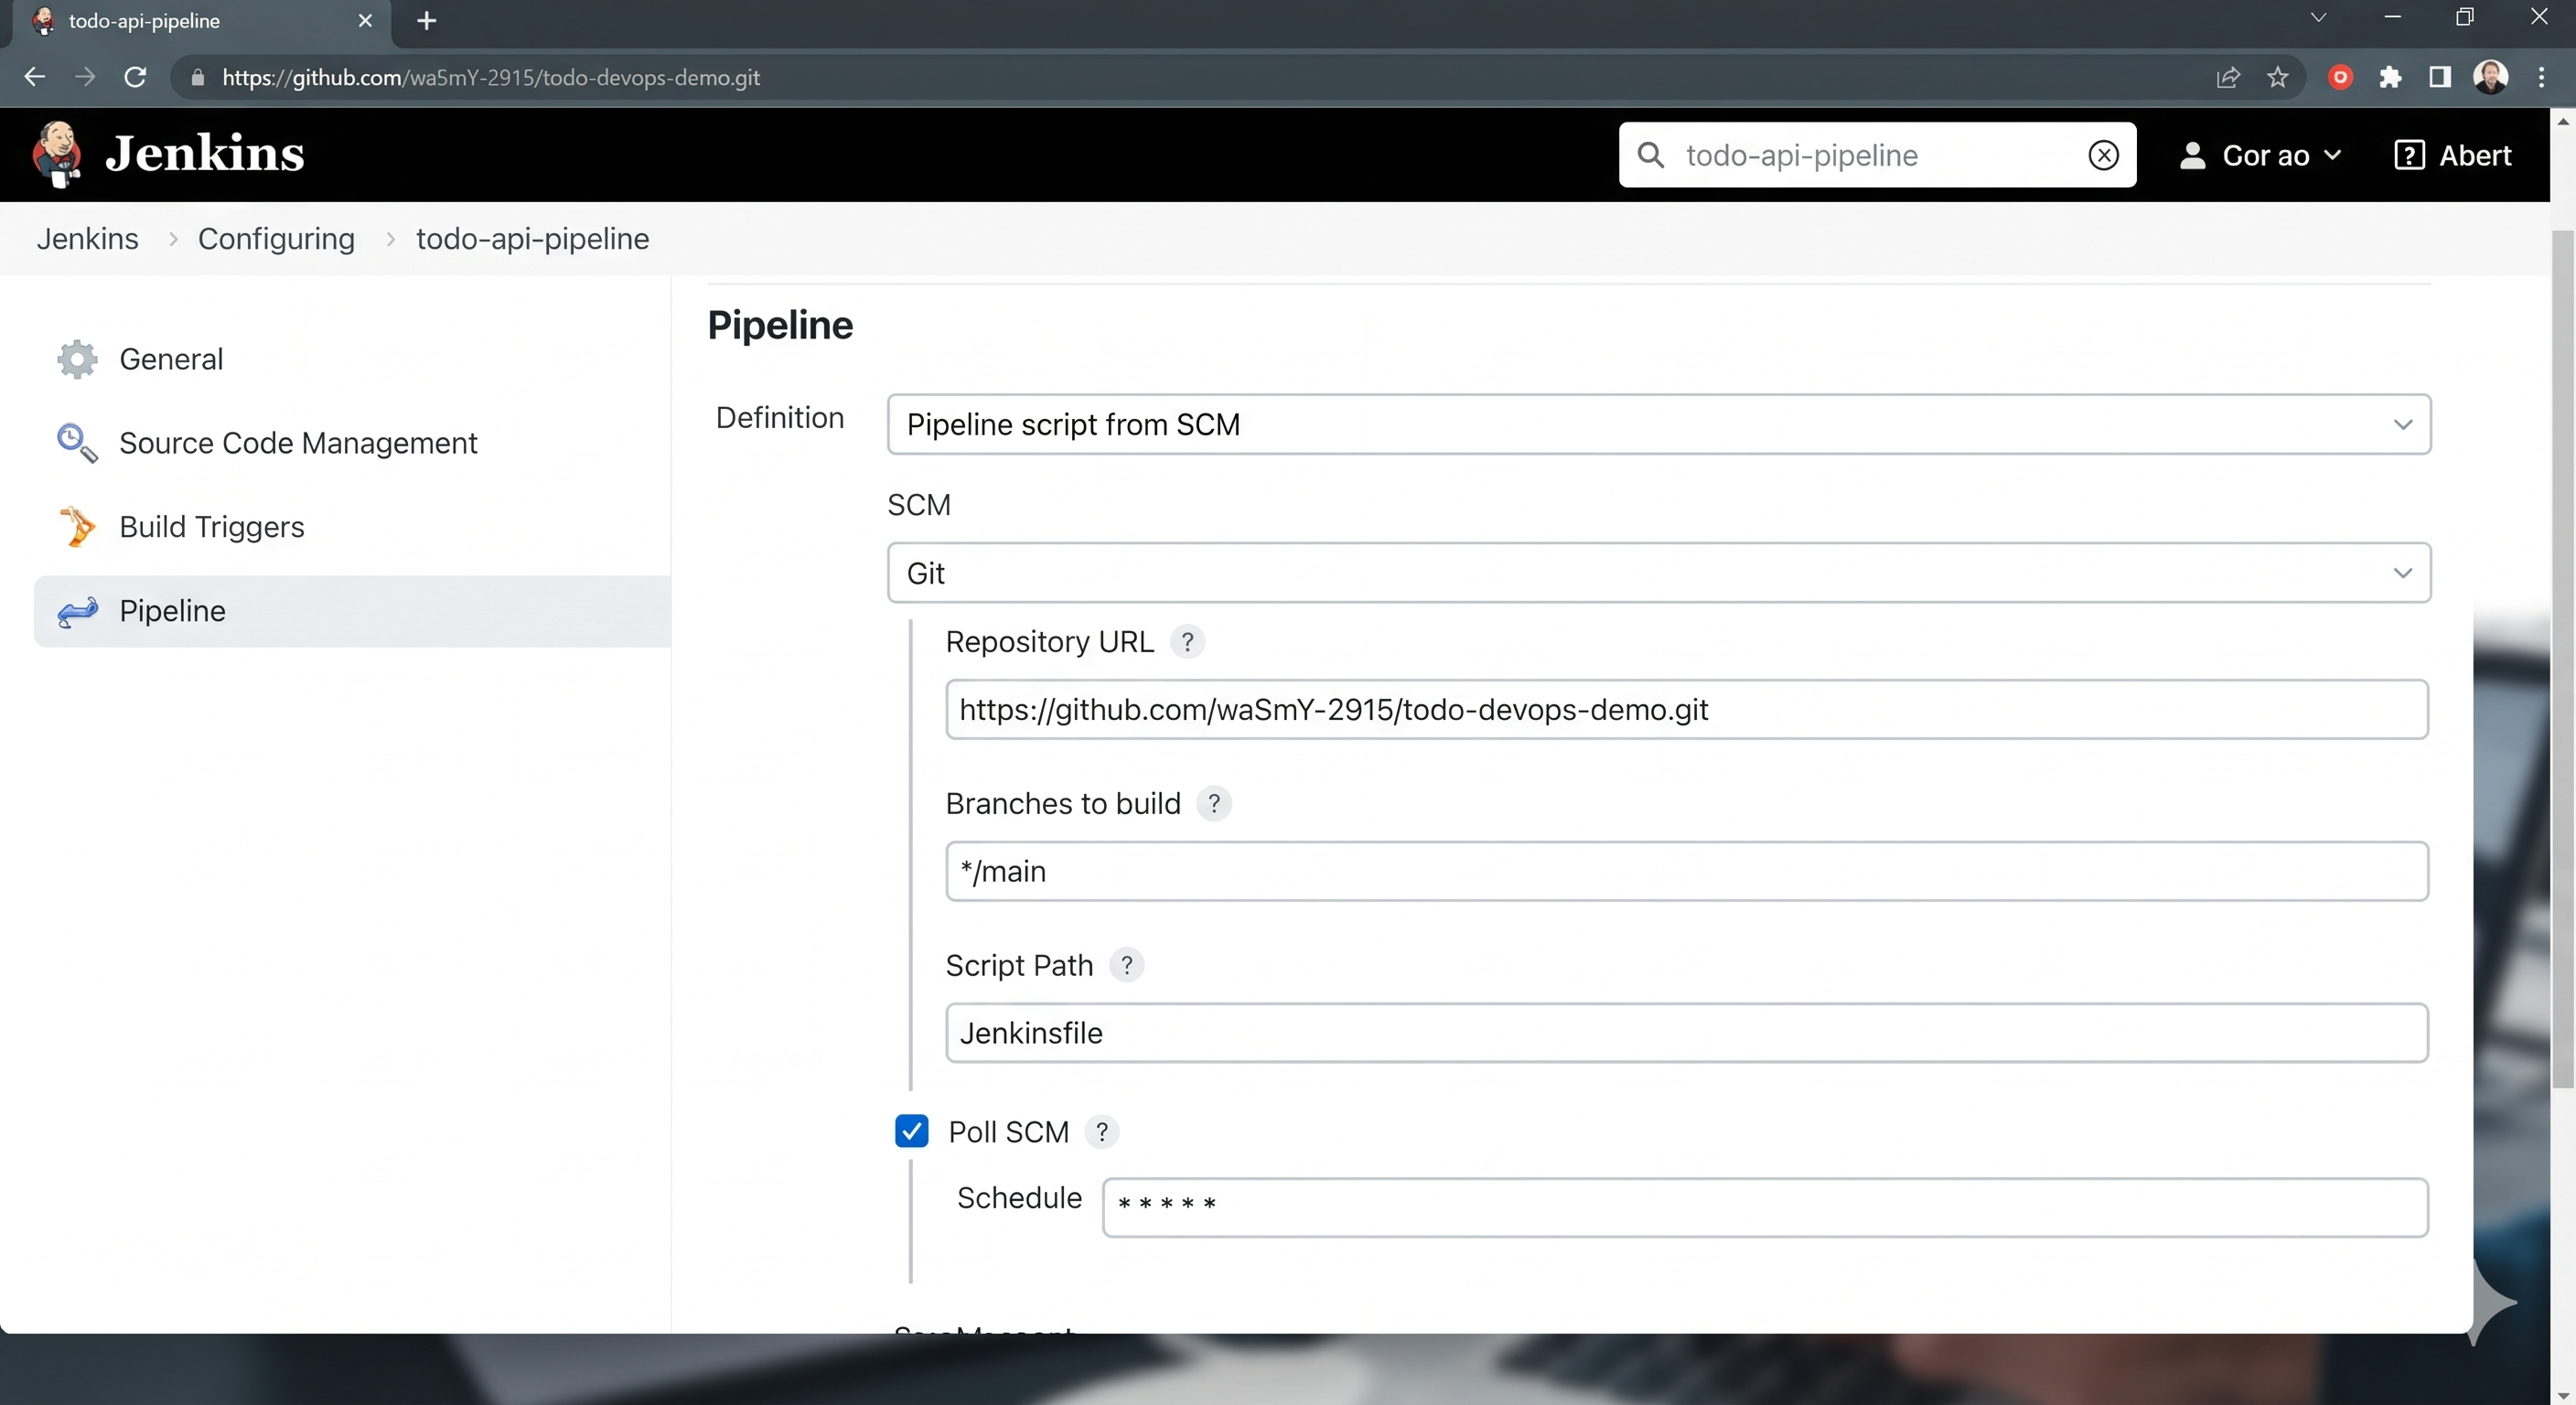 todo-api-pipeline
https://github.com/wa5mY-2915/todo-devops-demo.git
Jenkins
todo-api-pipeline
Gor ao
Abert
Jenkins > Configuring > todo-api-pipeline
General
Source Code Management
Build Triggers
Pipeline
Pipeline
Definition
Pipeline script from SCM
SCM
Git
Repository URL ?
https://github.com/waSmY-2915/todo-devops-demo.git
Branches to build ?
*/main
Script Path ?
Jenkinsfile
Poll SCM ?
Schedule
* * * * *